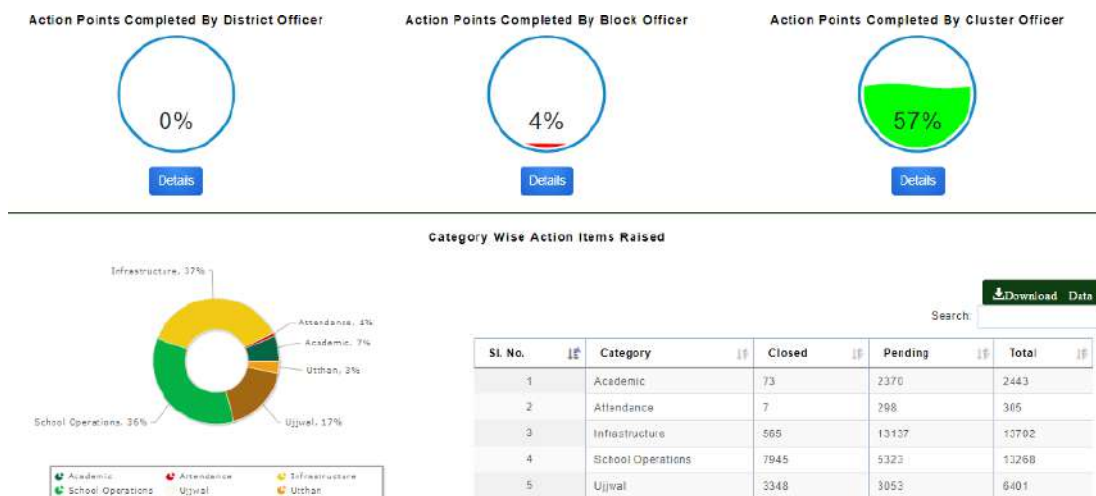 Action Points Completed By District Officer
Action Points Completed By Block Officer
Action Points Completed By Cluster Officer
0%
4%
57%
Details
Details
Details
Category Wise Action Items Raised
Infrastructure, 37%
Attendance, 4%
Academic, 7%
Utthan, 3%
School Operations, 36%
Ujjwal, 17%
Academic Attendance Infrastructure
School Operations Ujjwal Utthan
Download Data
Search:
Sl. No. Category Closed Pending Total
1 Academic 73 2370 2443
2 Attendance 7 298 305
3 Infrastructure 565 13137 13702
4 School Operations 7945 5323 13268
5 Ujjwal 3348 3053 6401